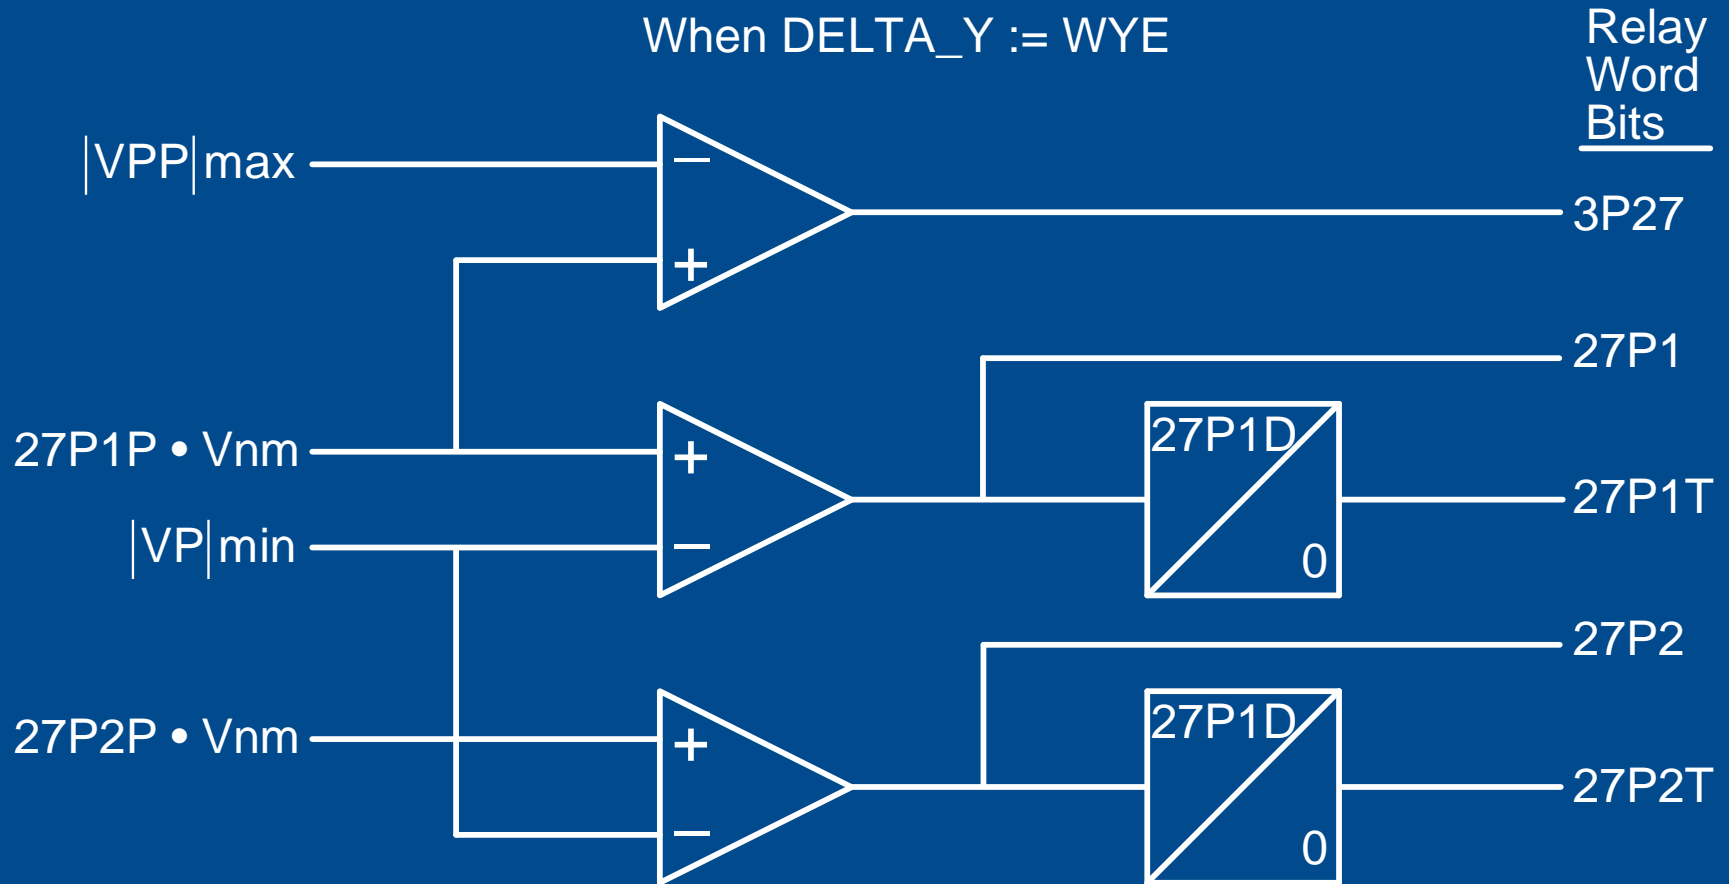 When DELTA_Y := WYE
Relay
Word
Bits
|VPP|max
−
+
3P27
27P1
27P1P • Vnm
+
27P1D
27P1T
|VP|min
−
0
27P2
27P2P • Vnm
+
27P1D
27P2T
−
0